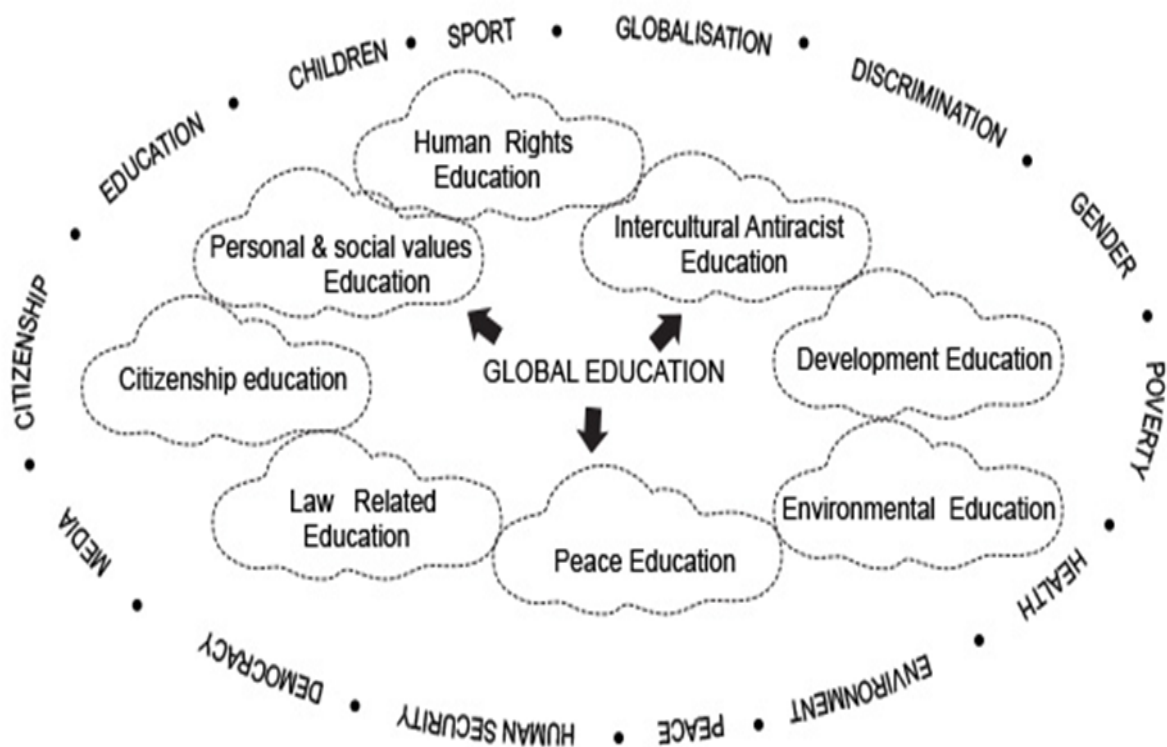 CHILDREN • SPORT • GLOBALISATION • DISCRIMINATION • GENDER • POVERTY • HEALTH • ENVIRONMENT • PEACE • HUMAN SECURITY • DEMOCRACY • MEDIA • CITIZENSHIP • EDUCATION •
Human Rights
Education
Intercultural Antiracist
Education
Personal & social values
Education
Development Education
Citizenship education
GLOBAL EDUCATION
Environmental Education
Law Related
Education
Peace Education